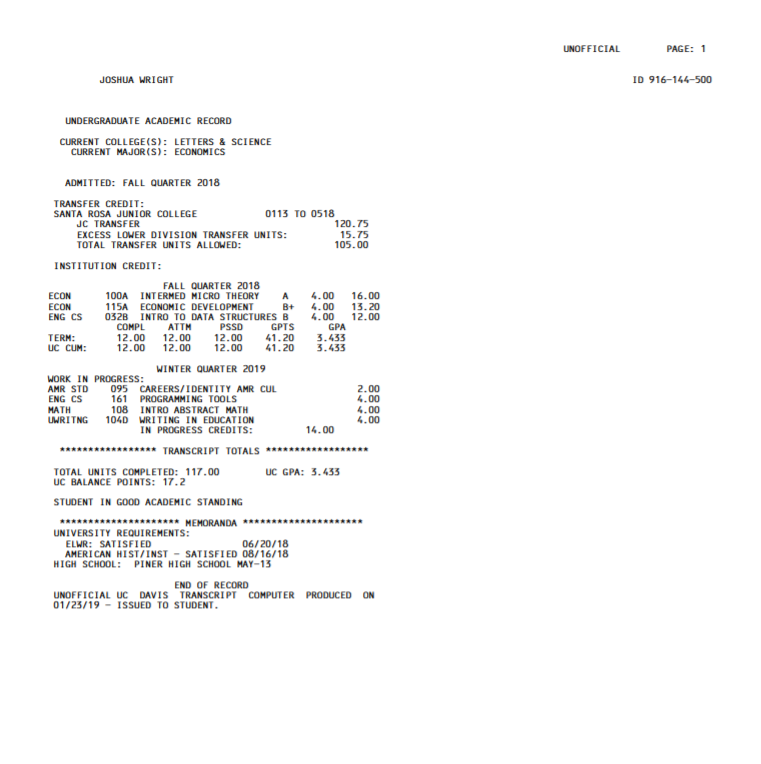 UNOFFICIAL PAGE: 1
JOSHUA WRIGHT ID 916-144-500
UNDERGRADUATE ACADEMIC RECORD
CURRENT COLLEGE(S): LETTERS & SCIENCE
CURRENT MAJOR(S): ECONOMICS
ADMITTED: FALL QUARTER 2018
TRANSFER CREDIT:
SANTA ROSA JUNIOR COLLEGE 0113 TO 0518
JC TRANSFER 120.75
EXCESS LOWER DIVISION TRANSFER UNITS: 15.75
TOTAL TRANSFER UNITS ALLOWED: 105.00
INSTITUTION CREDIT:
FALL QUARTER 2018
ECON 100A INTERMED MICRO THEORY A 4.00 16.00
ECON 115A ECONOMIC DEVELOPMENT B+ 4.00 13.20
ENG CS 032B INTRO TO DATA STRUCTURES B 4.00 12.00
COMPL ATTM PSSD GPTS GPA
TERM: 12.00 12.00 12.00 41.20 3.433
UC CUM: 12.00 12.00 12.00 41.20 3.433
WINTER QUARTER 2019
WORK IN PROGRESS:
AMR STD 095 CAREERS/IDENTITY AMR CUL 2.00
ENG CS 161 PROGRAMMING TOOLS 4.00
MATH 108 INTRO ABSTRACT MATH 4.00
UWRITNG 104D WRITING IN EDUCATION 4.00
IN PROGRESS CREDITS: 14.00
***************** TRANSCRIPT TOTALS ******************
TOTAL UNITS COMPLETED: 117.00 UC GPA: 3.433
UC BALANCE POINTS: 17.2
STUDENT IN GOOD ACADEMIC STANDING
********************* MEMORANDA *********************
UNIVERSITY REQUIREMENTS:
ELWR: SATISFIED 06/20/18
AMERICAN HIST/INST - SATISFIED 08/16/18
HIGH SCHOOL: PINER HIGH SCHOOL MAY-13
END OF RECORD
UNOFFICIAL UC DAVIS TRANSCRIPT COMPUTER PRODUCED ON
01/23/19 - ISSUED TO STUDENT.